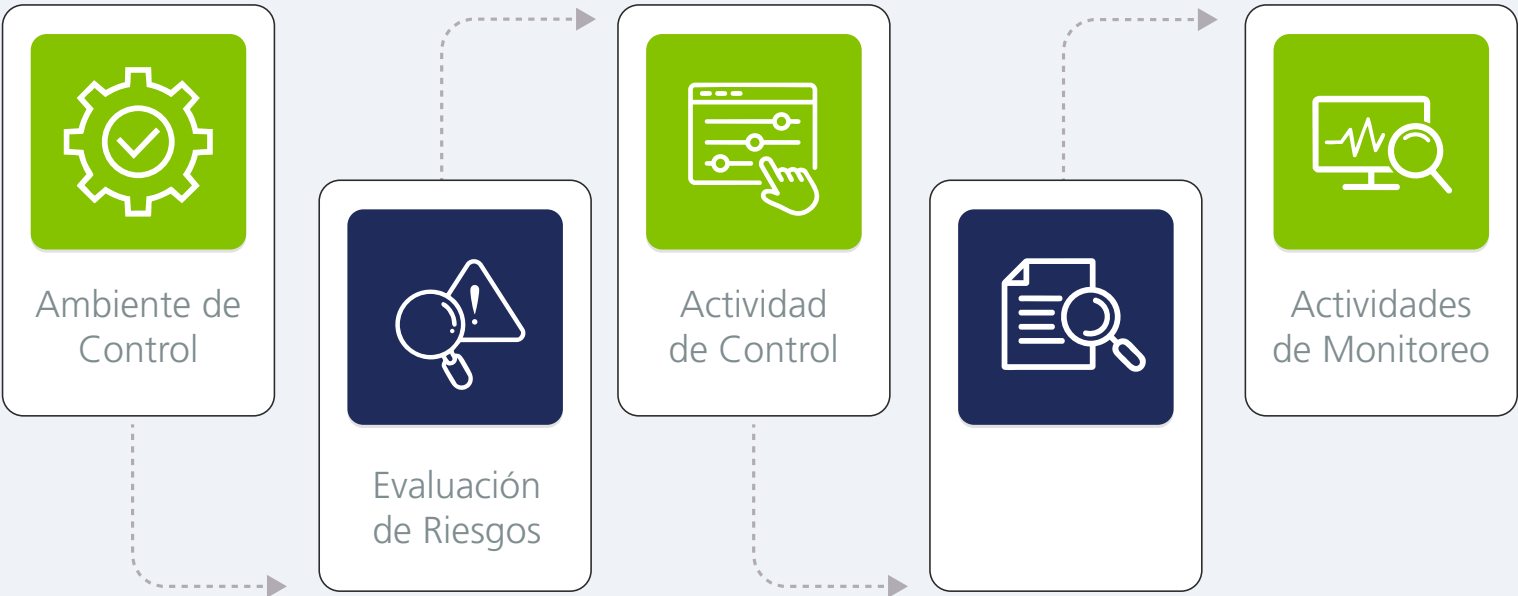 Ambiente de
Control
Evaluación
de Riesgos
Actividad
de Control
Actividades
de Monitoreo